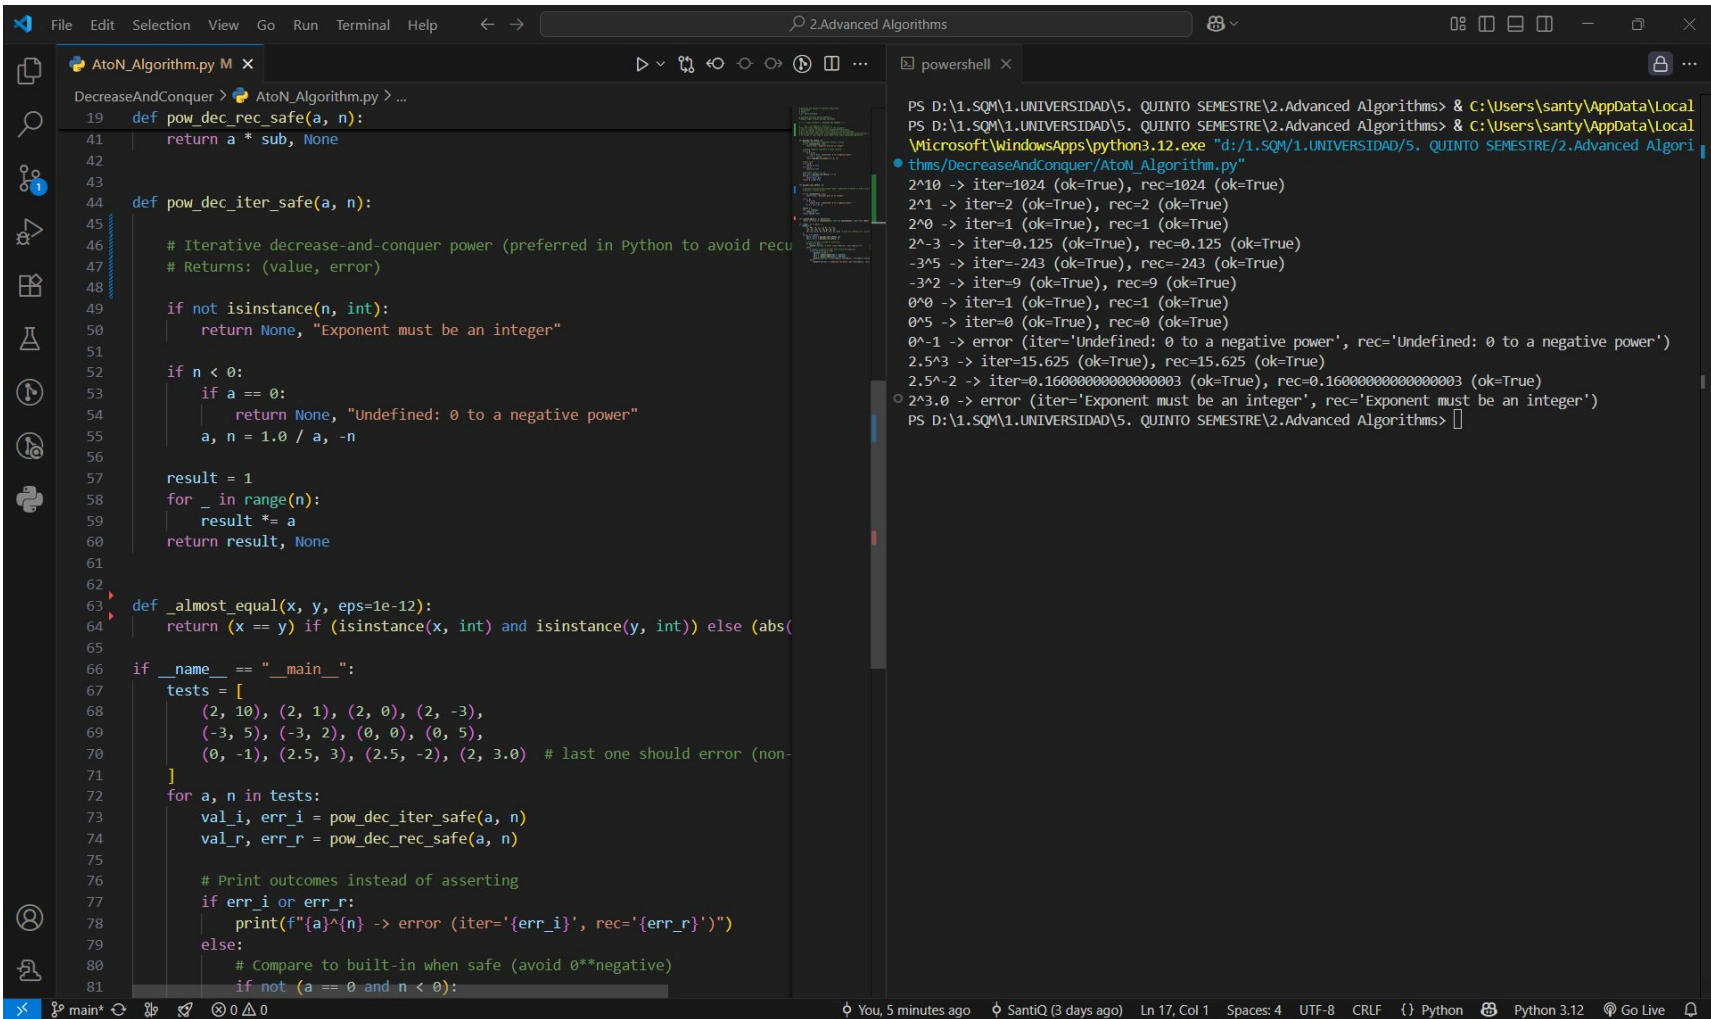 File Edit Selection View Go Run Terminal Help
2.Advanced Algorithms
AtoN_Algorithm.py M
DecreaseAndConquer > AtoN_Algorithm.py > ...
19 def pow_dec_rec_safe(a, n):
41 return a * sub, None
42
43
44 def pow_dec_iter_safe(a, n):
45
46 # Iterative decrease-and-conquer power (preferred in Python to avoid recu
47 # Returns: (value, error)
48
49 if not isinstance(n, int):
50 return None, "Exponent must be an integer"
51
52 if n < 0:
53 if a == 0:
54 return None, "Undefined: 0 to a negative power"
55 a, n = 1.0 / a, -n
56
57 result = 1
58 for _ in range(n):
59 result *= a
60 return result, None
61
62
63 def _almost_equal(x, y, eps=1e-12):
64 return (x == y) if (isinstance(x, int) and isinstance(y, int)) else (abs(
65
66 if __name__ == "__main__":
67 tests = [
68 (2, 10), (2, 1), (2, 0), (2, -3),
69 (-3, 5), (-3, 2), (0, 0), (0, 5),
70 (0, -1), (2.5, 3), (2.5, -2), (2, 3.0) # last one should error (non-
71 ]
72 for a, n in tests:
73 val_i, err_i = pow_dec_iter_safe(a, n)
74 val_r, err_r = pow_dec_rec_safe(a, n)
75
76 # Print outcomes instead of asserting
77 if err_i or err_r:
78 print(f"{a}^{n} -> error (iter='{err_i}', rec='{err_r}')")
79 else:
80 # Compare to built-in when safe (avoid 0**negative)
81 if not (a == 0 and n < 0):
powershell
PS D:\1.SQM\1.UNIVERSIDAD\5. QUINTO SEMESTRE\2.Advanced Algorithms> & C:\Users\santy\AppData\Local
PS D:\1.SQM\1.UNIVERSIDAD\5. QUINTO SEMESTRE\2.Advanced Algorithms> & C:\Users\santy\AppData\Local
\Microsoft\WindowsApps\python3.12.exe "d:/1.SQM/1.UNIVERSIDAD/5. QUINTO SEMESTRE/2.Advanced Algori
thms/DecreaseAndConquer/AtoN_Algorithm.py"
2^10 -> iter=1024 (ok=True), rec=1024 (ok=True)
2^1 -> iter=2 (ok=True), rec=2 (ok=True)
2^0 -> iter=1 (ok=True), rec=1 (ok=True)
2^-3 -> iter=0.125 (ok=True), rec=0.125 (ok=True)
-3^5 -> iter=-243 (ok=True), rec=-243 (ok=True)
-3^2 -> iter=9 (ok=True), rec=9 (ok=True)
0^0 -> iter=1 (ok=True), rec=1 (ok=True)
0^5 -> iter=0 (ok=True), rec=0 (ok=True)
0^-1 -> error (iter='Undefined: 0 to a negative power', rec='Undefined: 0 to a negative power')
2.5^3 -> iter=15.625 (ok=True), rec=15.625 (ok=True)
2.5^-2 -> iter=0.16000000000000003 (ok=True), rec=0.16000000000000003 (ok=True)
2^3.0 -> error (iter='Exponent must be an integer', rec='Exponent must be an integer')
PS D:\1.SQM\1.UNIVERSIDAD\5. QUINTO SEMESTRE\2.Advanced Algorithms>
1
main* 0 0 You, 5 minutes ago SantiQ (3 days ago) Ln 17, Col 1 Spaces: 4 UTF-8 CRLF {} Python Python 3.12 Go Live